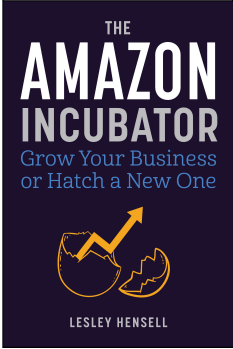 THE
AMAZON
INCUBATOR
Grow Your Business
or Hatch a New One
LESLEY HENSELL